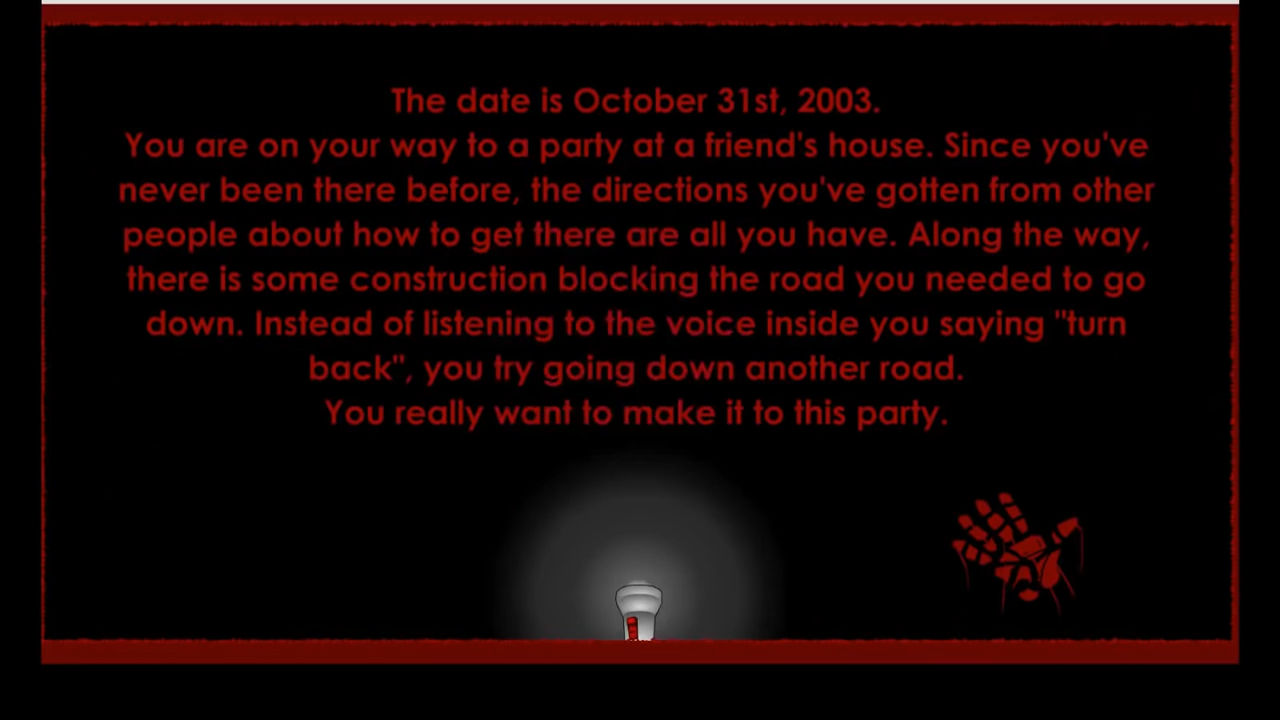 The date is October 31st, 2003.
You are on your way to a party at a friend's house. Since you've
never been there before, the directions you've gotten from other
people about how to get there are all you have. Along the way,
there is some construction blocking the road you needed to go
down. Instead of listening to the voice inside you saying "turn
back", you try going down another road.
You really want to make it to this party.